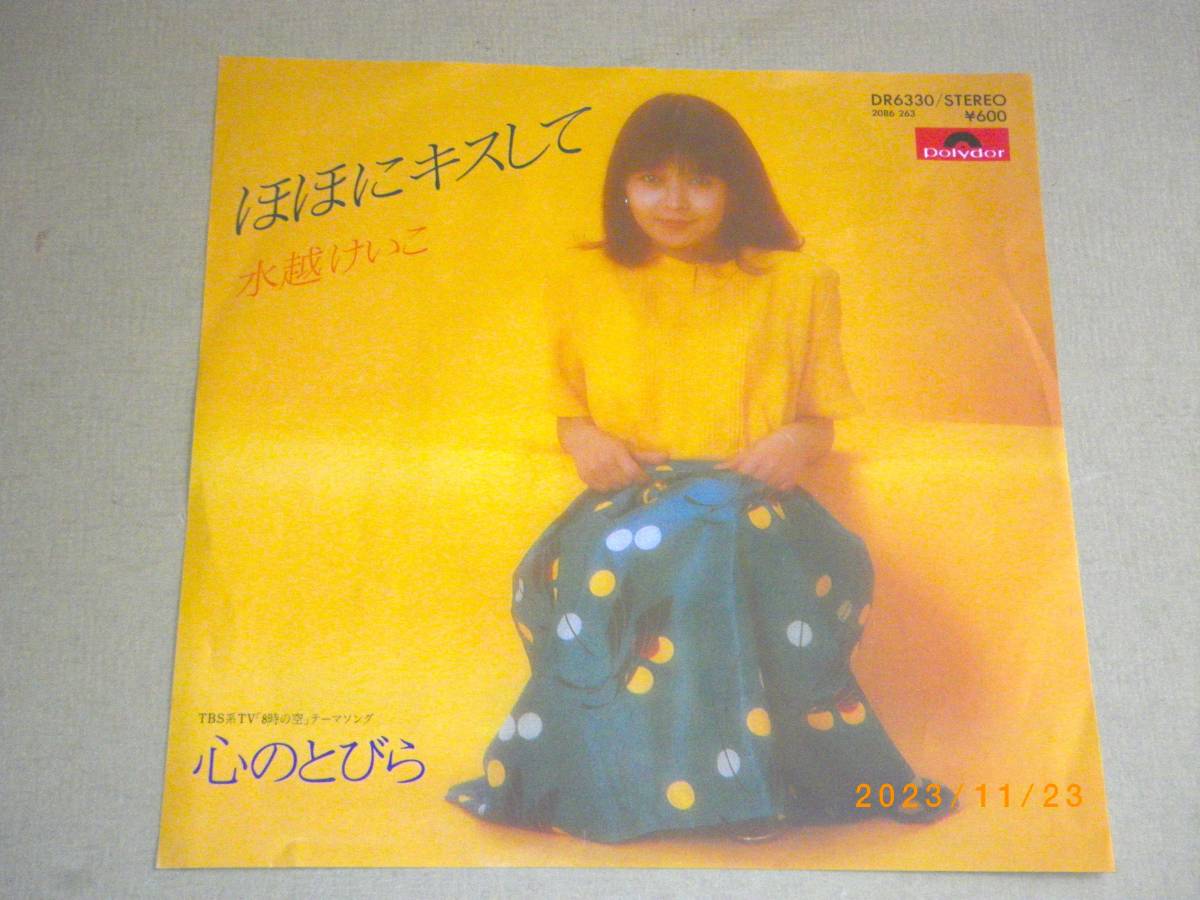 DR6330/STEREO
2086 263
¥600
Polydor
ほほにキスして
水越けいこ
TBS系TV「8時の空」テーマソング
心のとびら
2023/11/23